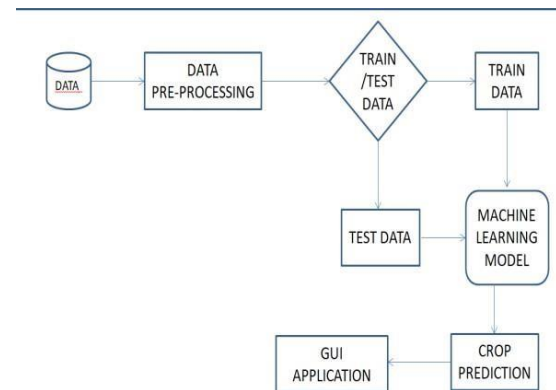 DATA
DATA
PRE-PROCESSING
TRAIN
/TEST
DATA
TRAIN
DATA
TEST DATA
MACHINE
LEARNING
MODEL
CROP
PREDICTION
GUI
APPLICATION